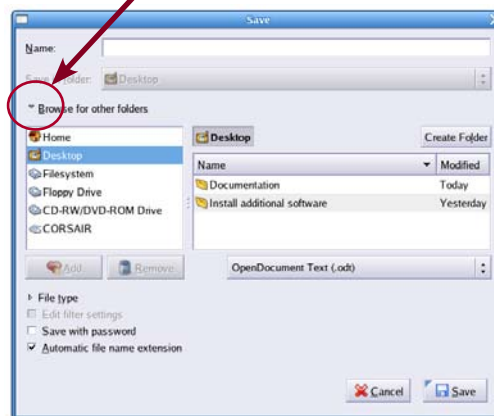 Save
Name:
Save in folder: Desktop
Browse for other folders
Home
Desktop
Filesystem
Floppy Drive
CD-RW/DVD-ROM Drive
CORSAIR
Desktop
Create Folder
Name Modified
Documentation Today
Install additional software Yesterday
Add Remove
OpenDocument Text (.odt)
File type
Edit filter settings
Save with password
Automatic file name extension
Cancel Save